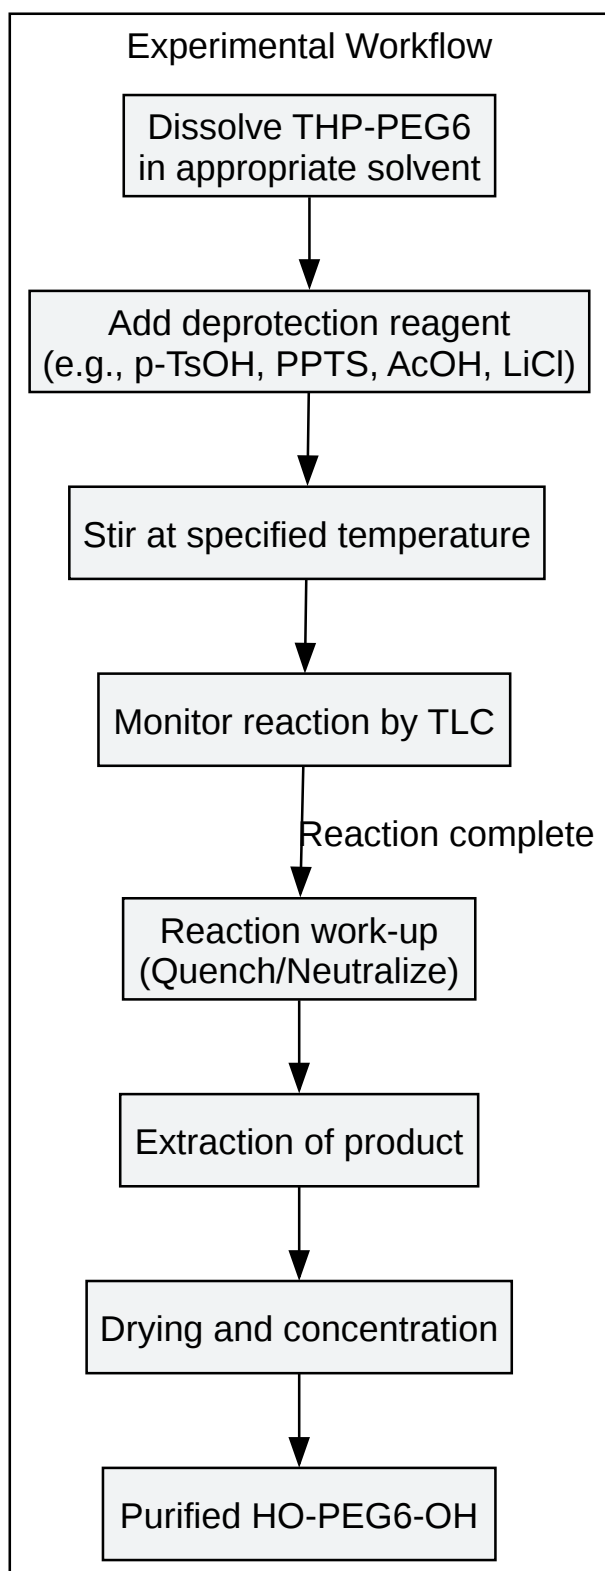 Experimental Workflow
Dissolve THP-PEG6
in appropriate solvent
Add deprotection reagent
(e.g., p-TsOH, PPTS, AcOH, LiCl)
Stir at specified temperature
Monitor reaction by TLC
Reaction complete
Reaction work-up
(Quench/Neutralize)
Extraction of product
Drying and concentration
Purified HO-PEG6-OH